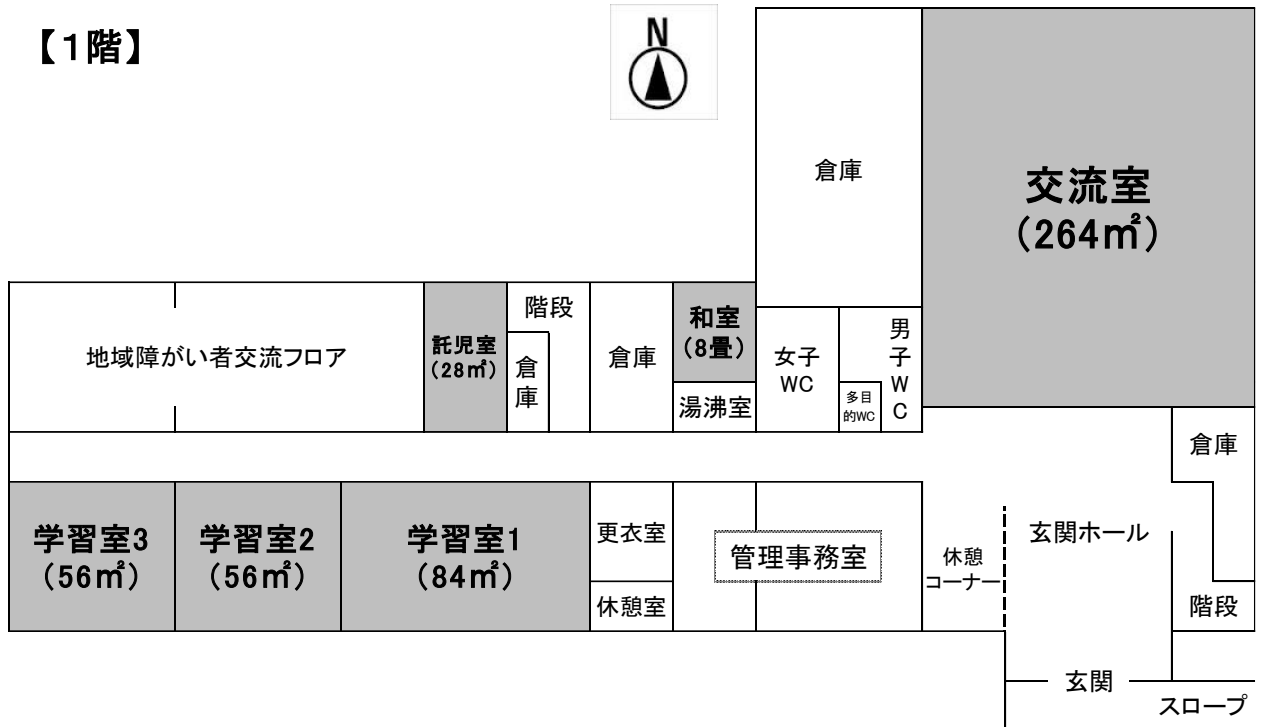 【1階】
N
倉庫
交流室
(264㎡)
地域障がい者交流フロア
託児室
(28㎡)
階段
倉庫
倉庫
和室
(8畳)
湯沸室
女子
WC
多目
的WC
男子WC
倉庫
学習室3
(56㎡)
学習室2
(56㎡)
学習室1
(84㎡)
更衣室
休憩室
管理事務室
休憩
コーナー
玄関ホール
階段
玄関
スロープ